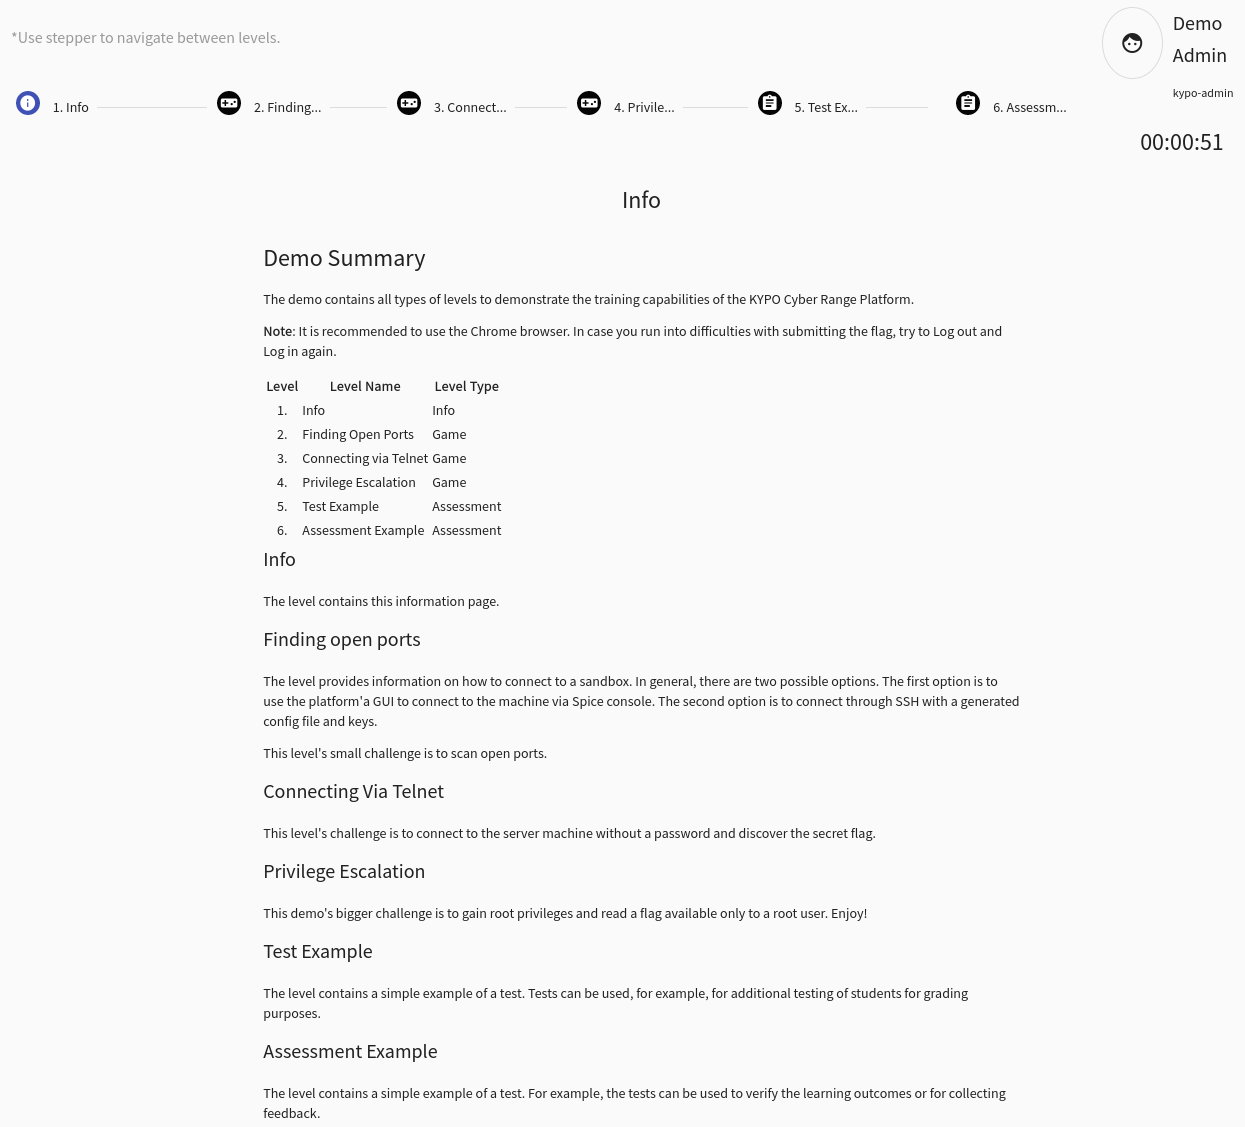 *Use stepper to navigate between levels.
Demo
Admin
kypo-admin
1. Info
2. Finding...
3. Connect...
4. Privile...
5. Test Ex...
6. Assessm...
00:00:51
Info
Demo Summary
The demo contains all types of levels to demonstrate the training capabilities of the KYPO Cyber Range Platform.
Note: It is recommended to use the Chrome browser. In case you run into difficulties with submitting the flag, try to Log out and
Log in again.
Level Level Name Level Type
1. Info Info
2. Finding Open Ports Game
3. Connecting via Telnet Game
4. Privilege Escalation Game
5. Test Example Assessment
6. Assessment Example Assessment
Info
The level contains this information page.
Finding open ports
The level provides information on how to connect to a sandbox. In general, there are two possible options. The first option is to
use the platform'a GUI to connect to the machine via Spice console. The second option is to connect through SSH with a generated
config file and keys.
This level's small challenge is to scan open ports.
Connecting Via Telnet
This level's challenge is to connect to the server machine without a password and discover the secret flag.
Privilege Escalation
This demo's bigger challenge is to gain root privileges and read a flag available only to a root user. Enjoy!
Test Example
The level contains a simple example of a test. Tests can be used, for example, for additional testing of students for grading
purposes.
Assessment Example
The level contains a simple example of a test. For example, the tests can be used to verify the learning outcomes or for collecting
feedback.